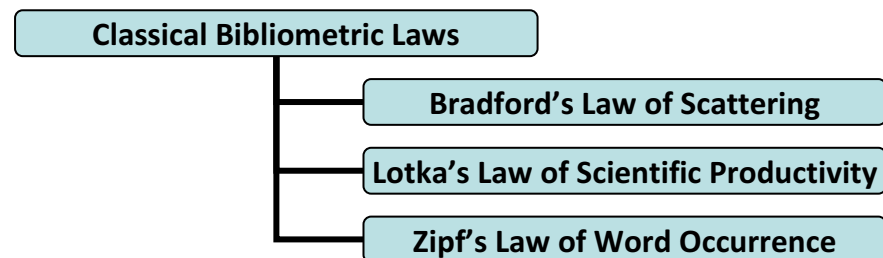 Classical Bibliometric Laws
Bradford’s Law of Scattering
Lotka’s Law of Scientific Productivity
Zipf’s Law of Word Occurrence